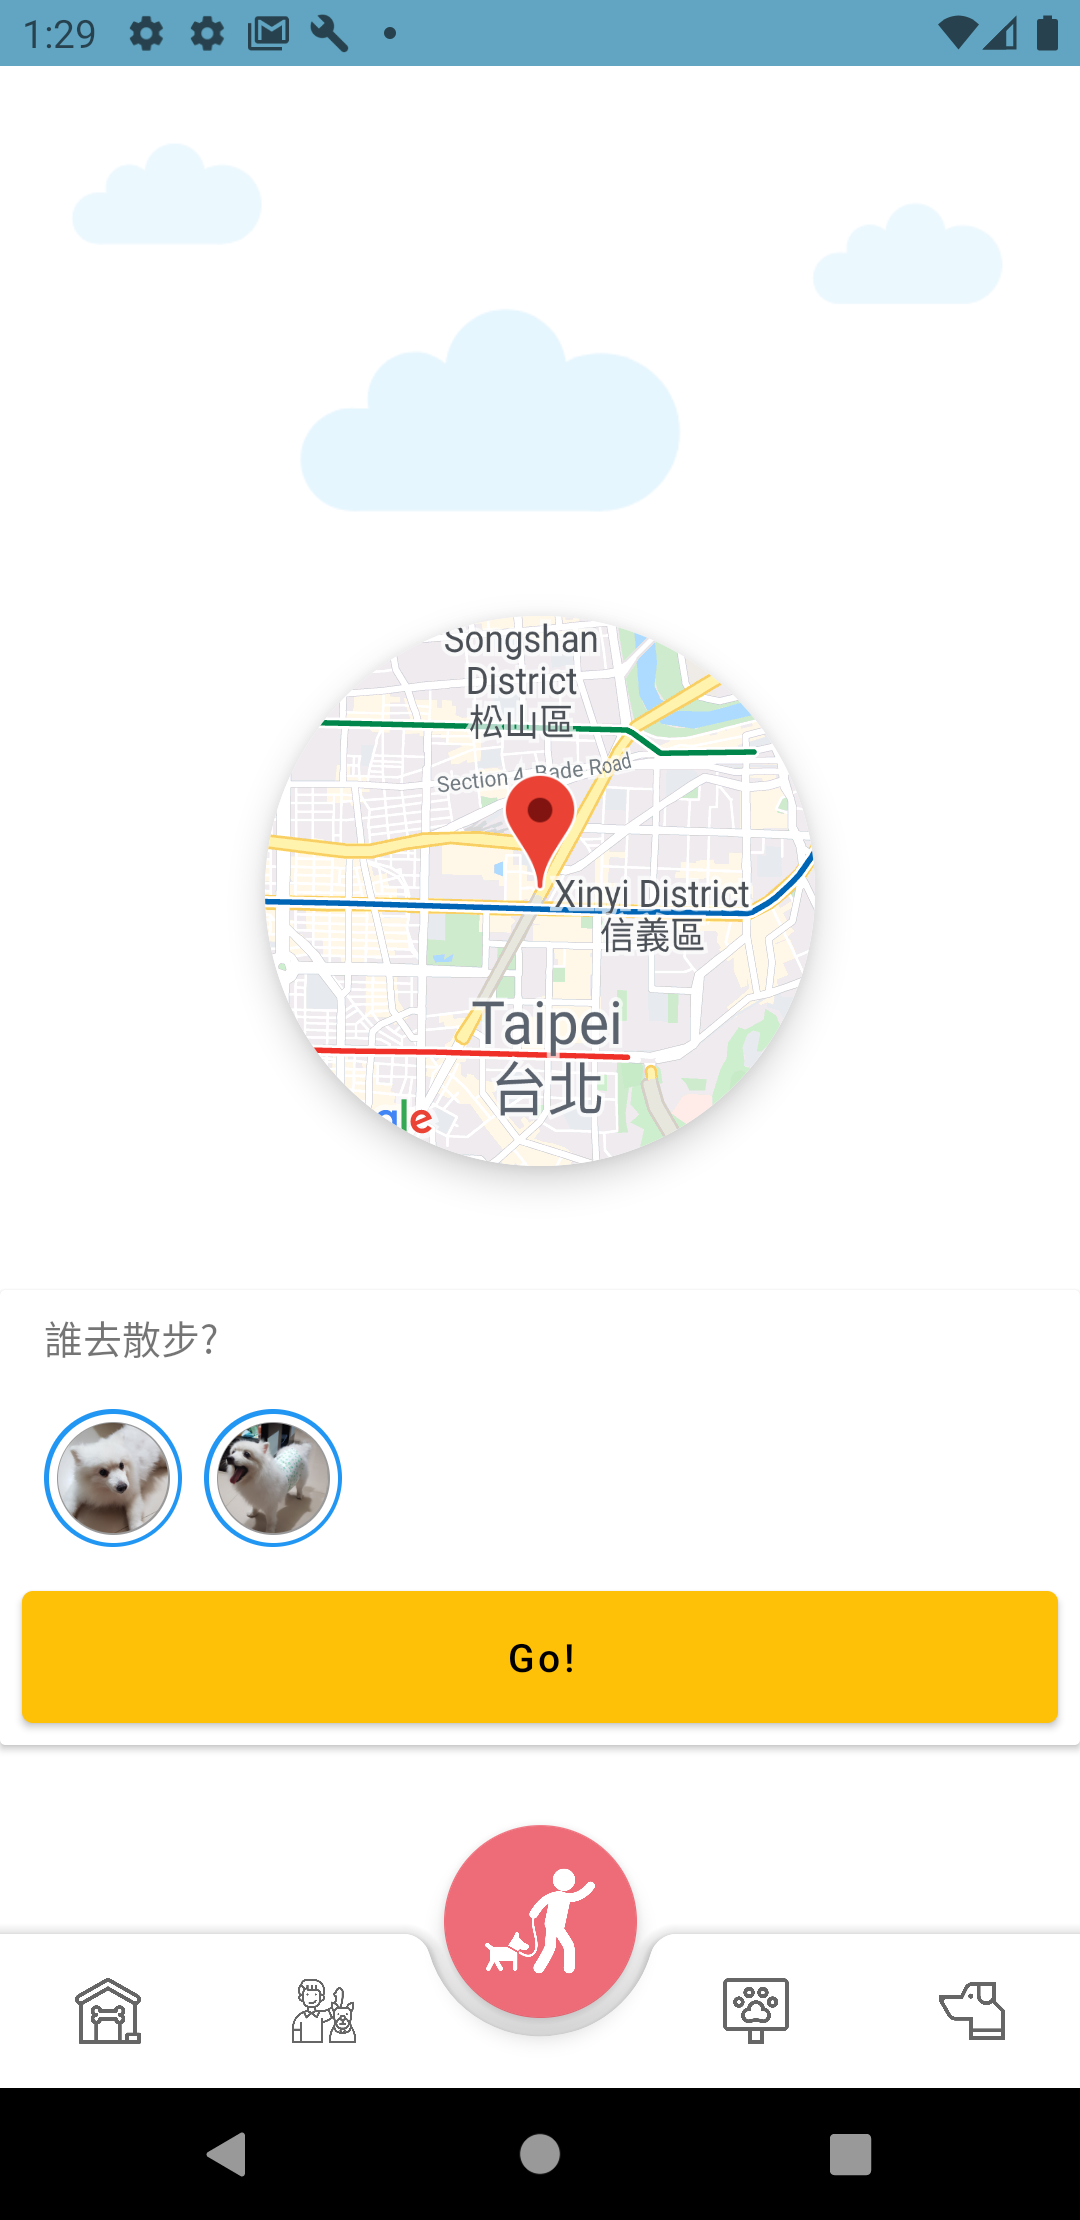 1:29
Songshan
District
松山區
Section 4, Bade Road
Xinyi District
信義區
Taipei
台北
gle
誰去散步?
Go!